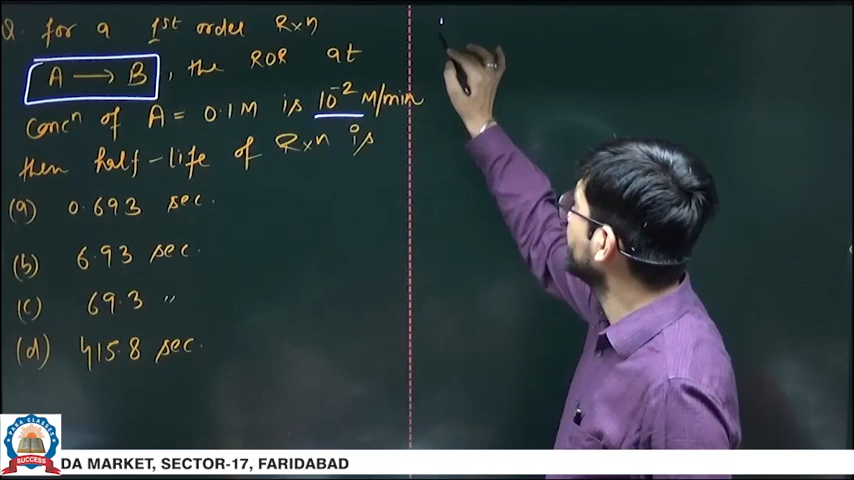 Q. for a 1st order Rxn
A → B, the ROR at
concⁿ of A = 0.1 M is 10⁻² M/min
then half-life of Rxn is
(a) 0.693 sec.
(b) 6.93 sec.
(c) 69.3 "
(d) 415.8 sec.
PARA CLASSES
SUCCESS
DA MARKET, SECTOR-17, FARIDABAD